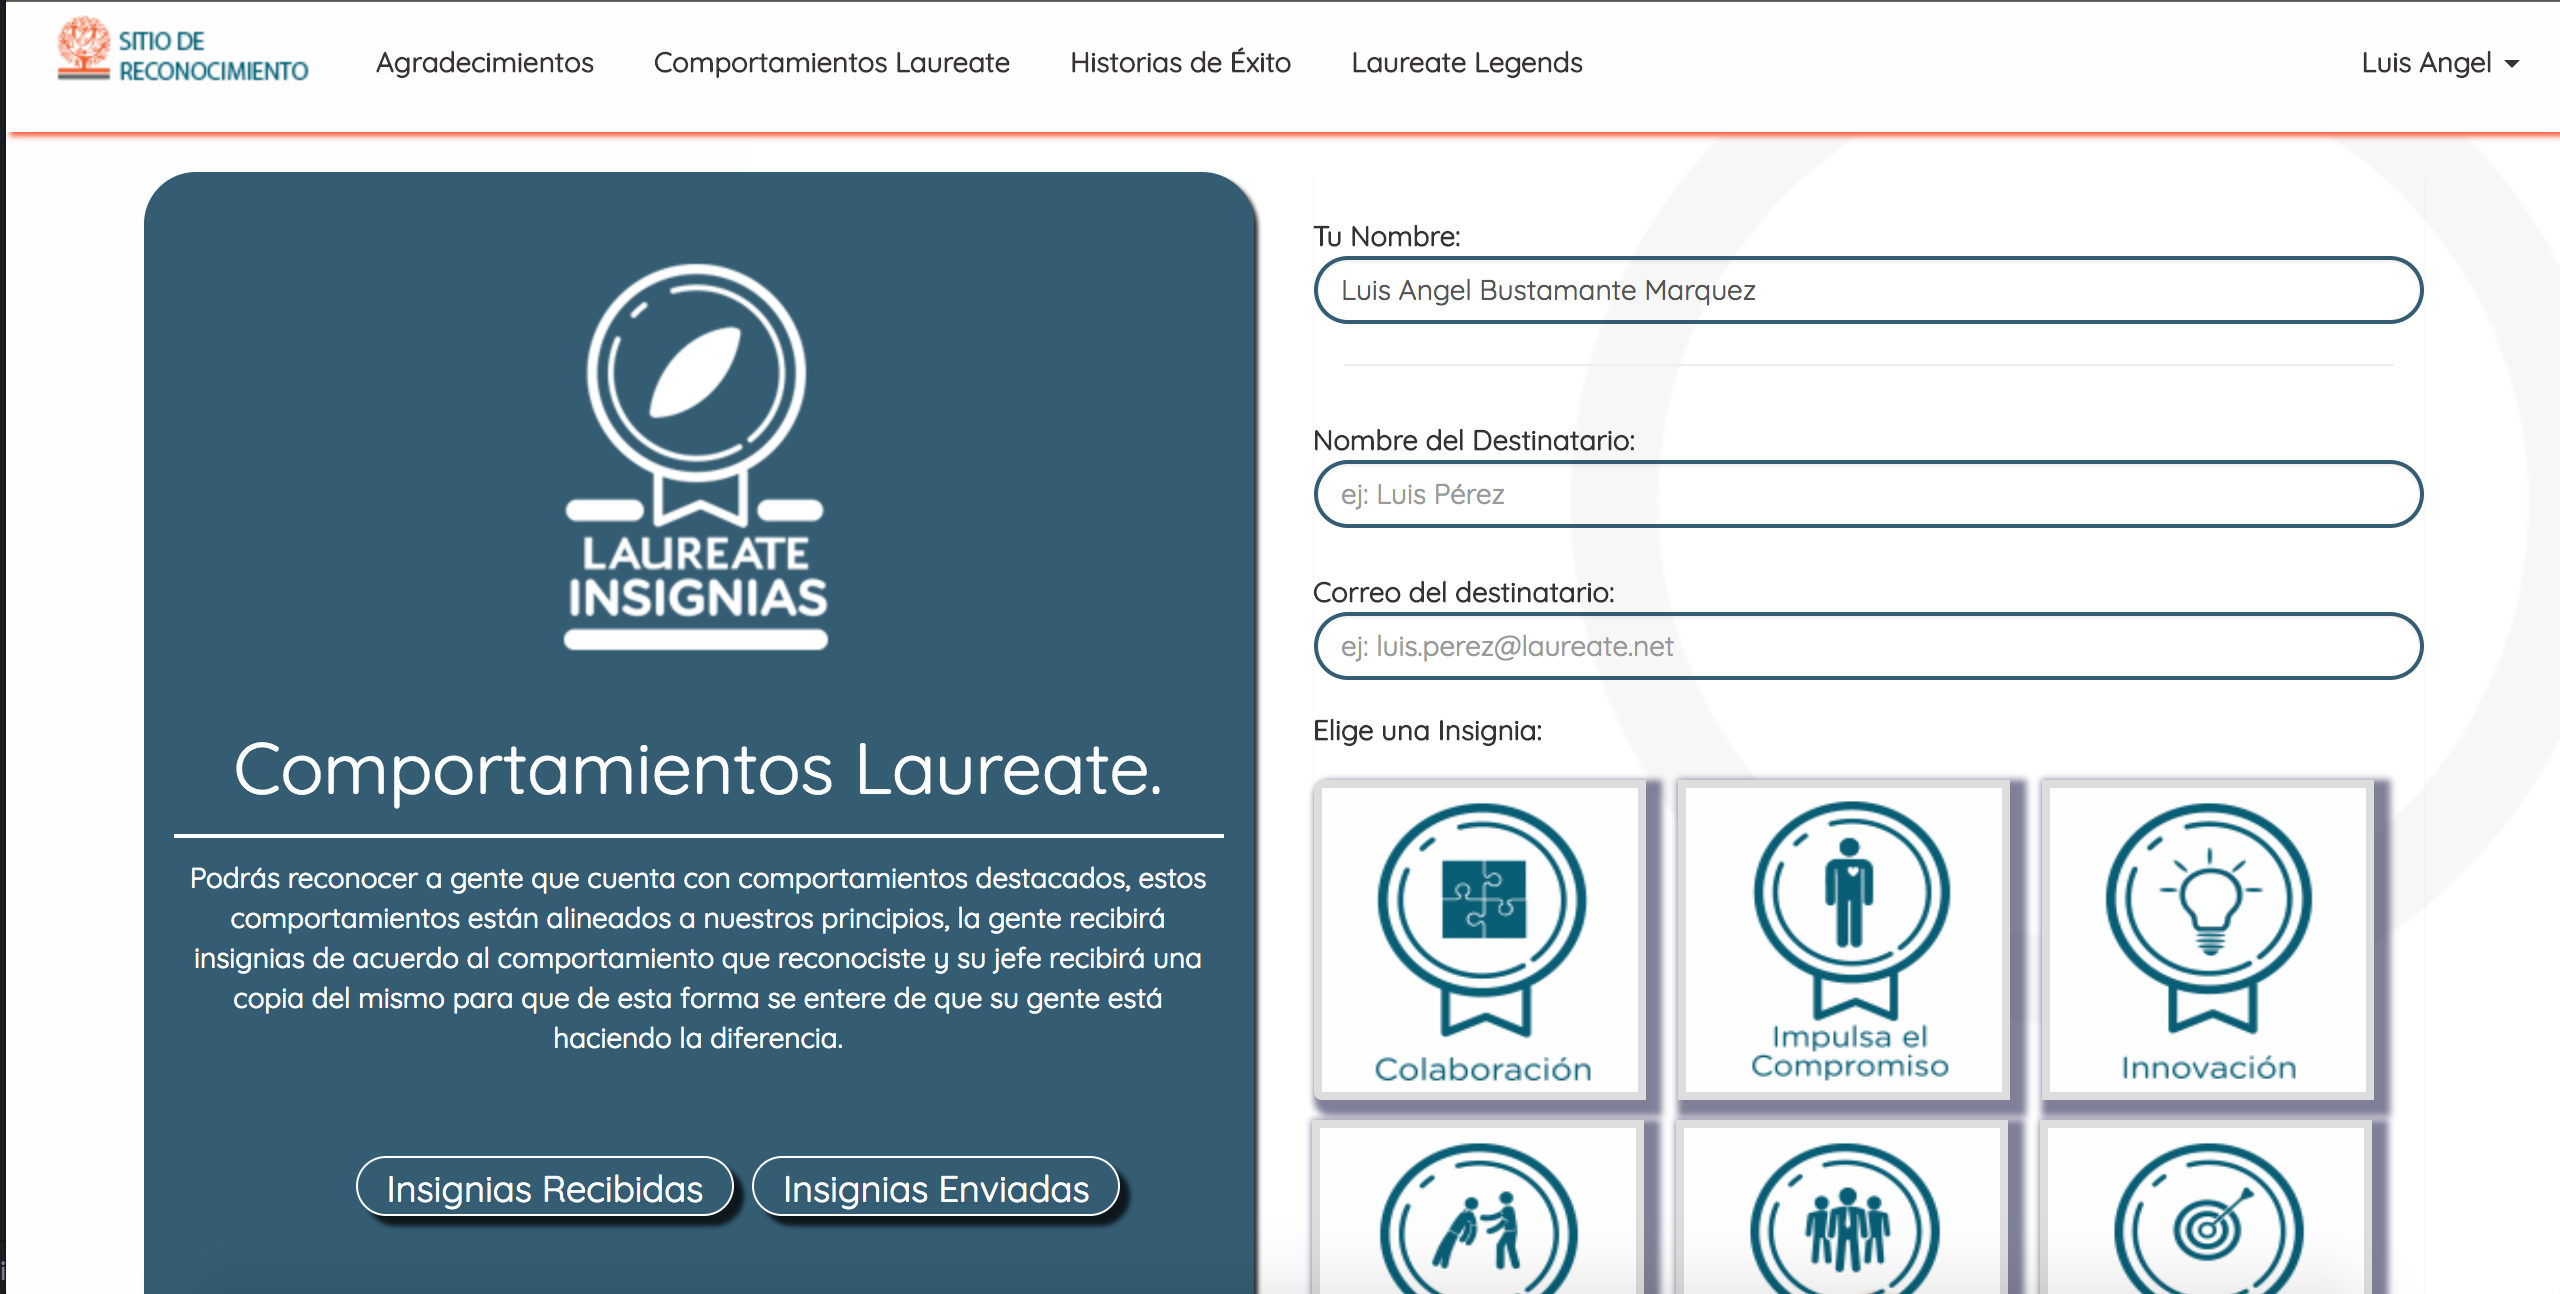 SITIO DE
RECONOCIMIENTO
Agradecimientos
Comportamientos Laureate
Historias de Éxito
Laureate Legends
Luis Angel
LAUREATE
INSIGNIAS
Comportamientos Laureate.
Podrás reconocer a gente que cuenta con comportamientos destacados, estos
comportamientos están alineados a nuestros principios, la gente recibirá
insignias de acuerdo al comportamiento que reconociste y su jefe recibirá una
copia del mismo para que de esta forma se entere de que su gente está
haciendo la diferencia.
Insignias Recibidas
Insignias Enviadas
Tu Nombre:
Luis Angel Bustamante Marquez
Nombre del Destinatario:
ej: Luis Pérez
Correo del destinatario:
ej: luis.perez@laureate.net
Elige una Insignia:
Colaboración
Impulsa el
Compromiso
Innovación